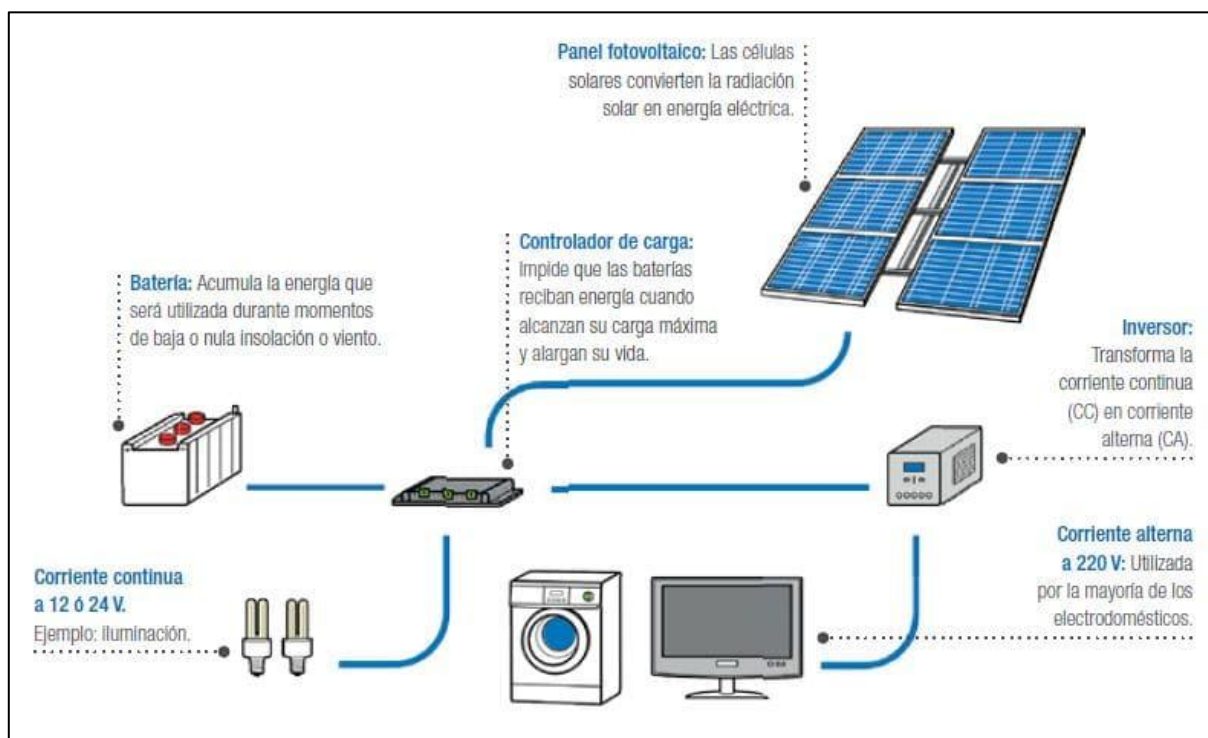 Panel fotovoltaico: Las células
solares convierten la radiación
solar en energía eléctrica.
Controlador de carga:
Impide que las baterías
reciban energía cuando
alcanzan su carga máxima
y alargan su vida.
Batería: Acumula la energía que
será utilizada durante momentos
de baja o nula insolación o viento.
Inversor:
Transforma la
corriente continua
(CC) en corriente
alterna (CA).
Corriente continua
a 12 ó 24 V.
Ejemplo: iluminación.
Corriente alterna
a 220 V: Utilizada
por la mayoría de los
electrodomésticos.